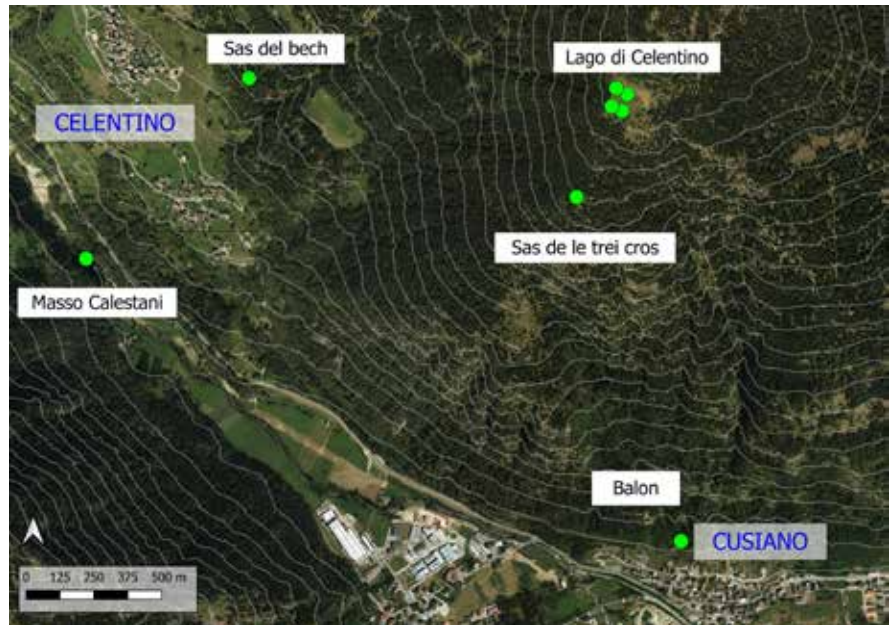 Sas del bech
Lago di Celentino
CELENTINO
Sas de le trei cros
Masso Calestani
Balon
CUSIANO
0 125 250 375 500 m